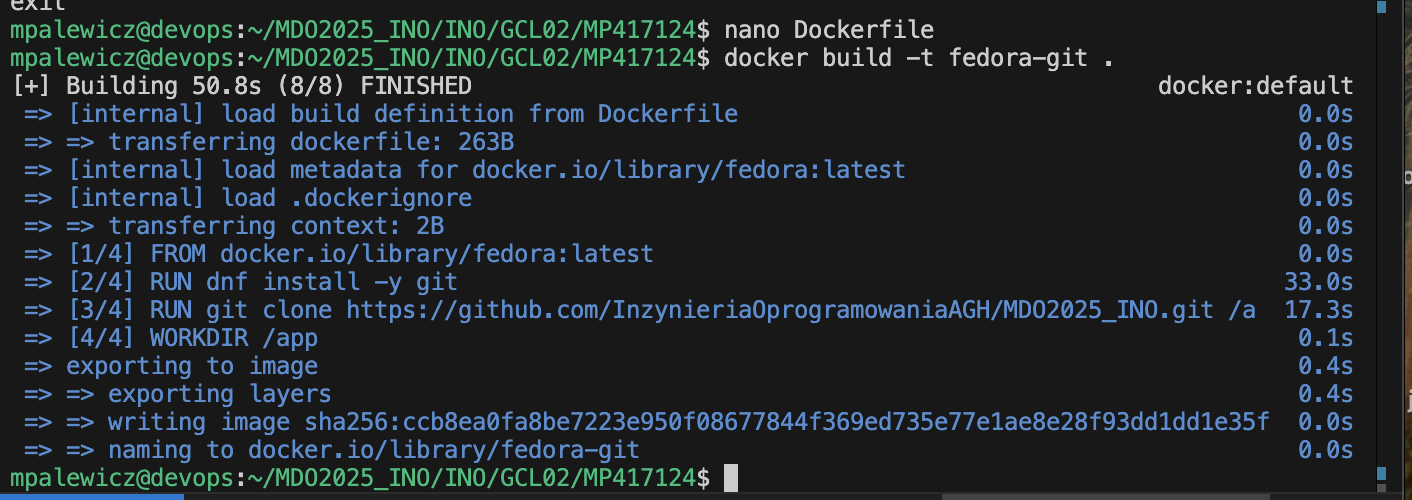 exit
mpalewicz@devops:~/MDO2025_INO/INO/GCL02/MP417124$ nano Dockerfile
mpalewicz@devops:~/MDO2025_INO/INO/GCL02/MP417124$ docker build -t fedora-git .
[+] Building 50.8s (8/8) FINISHED docker:default
=> [internal] load build definition from Dockerfile 0.0s
=> => transferring dockerfile: 263B 0.0s
=> [internal] load metadata for docker.io/library/fedora:latest 0.0s
=> [internal] load .dockerignore 0.0s
=> => transferring context: 2B 0.0s
=> [1/4] FROM docker.io/library/fedora:latest 0.0s
=> [2/4] RUN dnf install -y git 33.0s
=> [3/4] RUN git clone https://github.com/InzynieriaOprogramowaniaAGH/MDO2025_INO.git /a 17.3s
=> [4/4] WORKDIR /app 0.1s
=> exporting to image 0.4s
=> => exporting layers 0.4s
=> => writing image sha256:ccb8ea0fa8be7223e950f08677844f369ed735e77e1ae8e28f93dd1dd1e35f 0.0s
=> => naming to docker.io/library/fedora-git 0.0s
mpalewicz@devops:~/MDO2025_INO/INO/GCL02/MP417124$